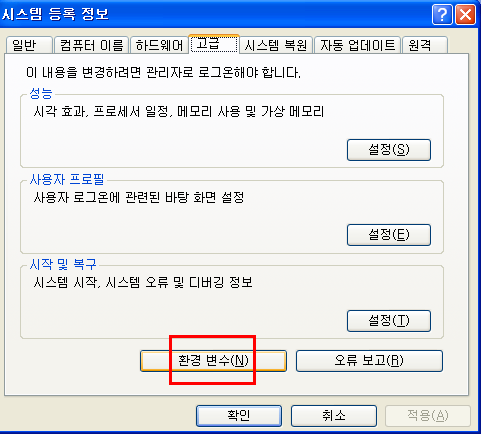 시스템 등록 정보
일반 컴퓨터 이름 하드웨어 고급 시스템 복원 자동 업데이트 원격
이 내용을 변경하려면 관리자로 로그온해야 합니다.
성능
시각 효과, 프로세서 일정, 메모리 사용 및 가상 메모리
설정(S)
사용자 프로필
사용자 로그온에 관련된 바탕 화면 설정
설정(E)
시작 및 복구
시스템 시작, 시스템 오류 및 디버깅 정보
설정(T)
환경 변수(N) 오류 보고(R)
확인 취소 적용(A)